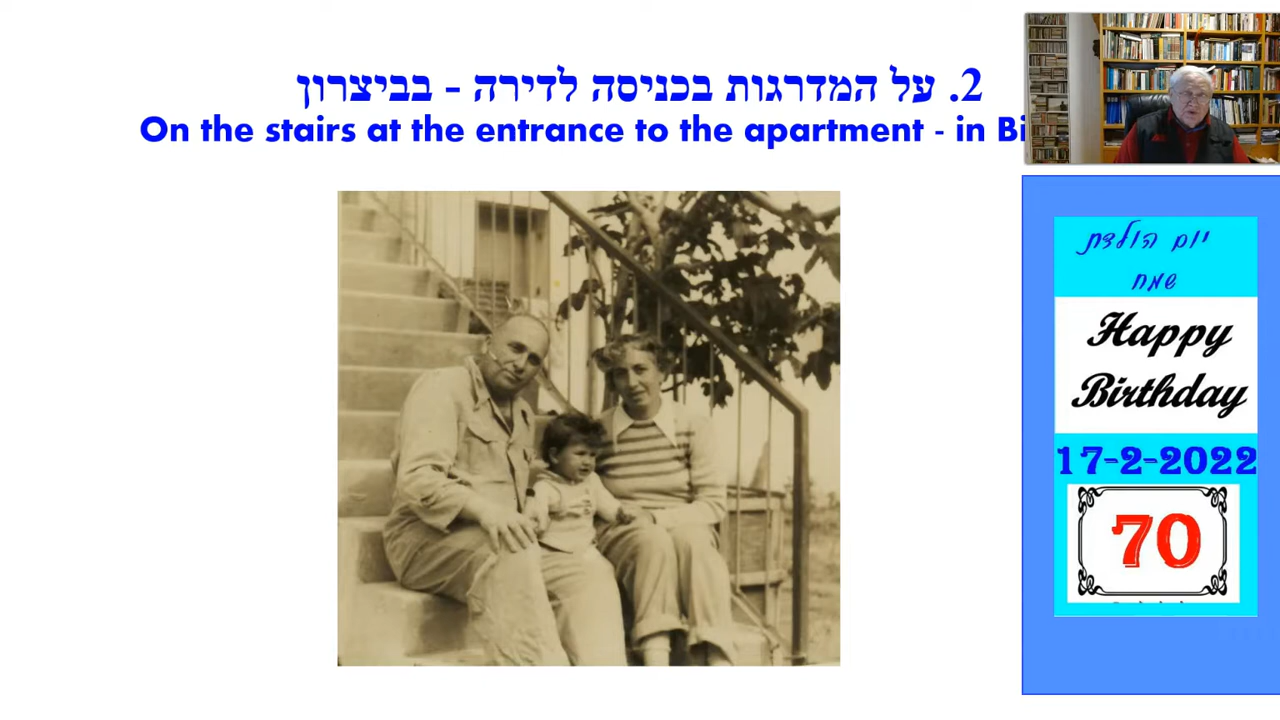 2. על המדרגות בכניסה לדירה - בביצרון
On the stairs at the entrance to the apartment - in Bi
יום הולדת
שמח
Happy
Birthday
17-2-2022
70